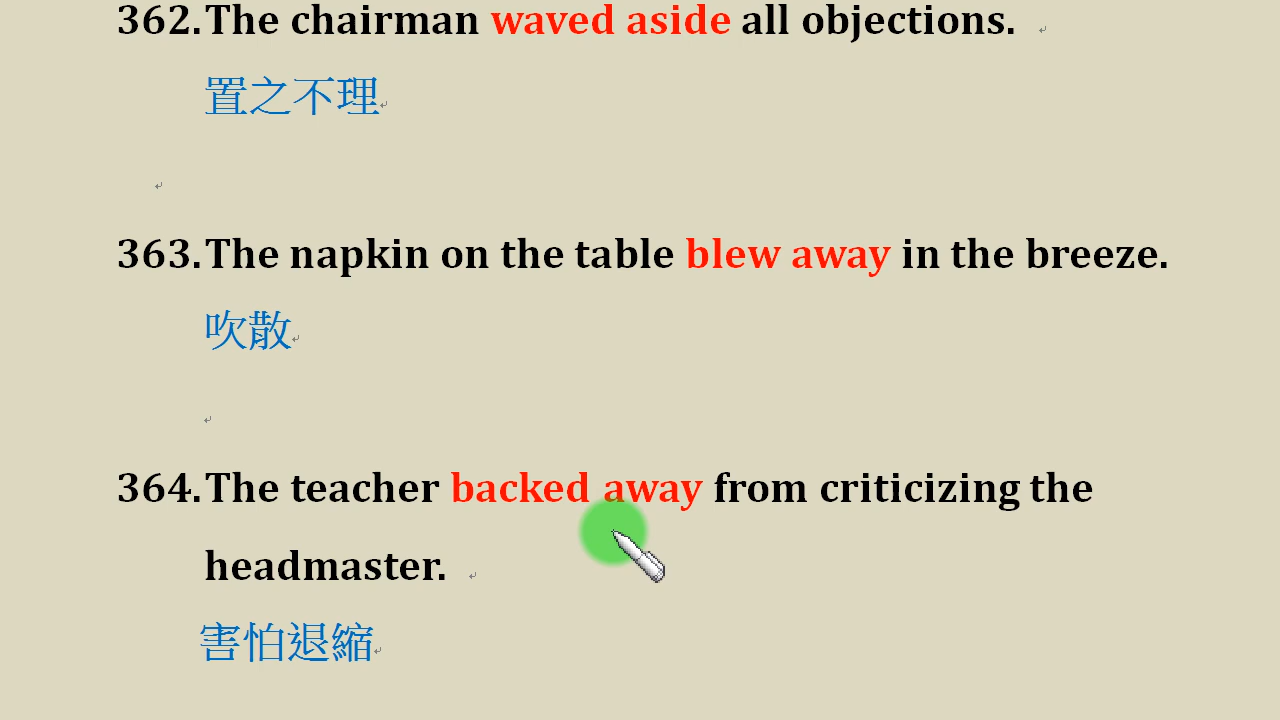 362.The chairman waved aside all objections.
置之不理
363.The napkin on the table blew away in the breeze.
吹散
364.The teacher backed away from criticizing the
headmaster.
害怕退縮